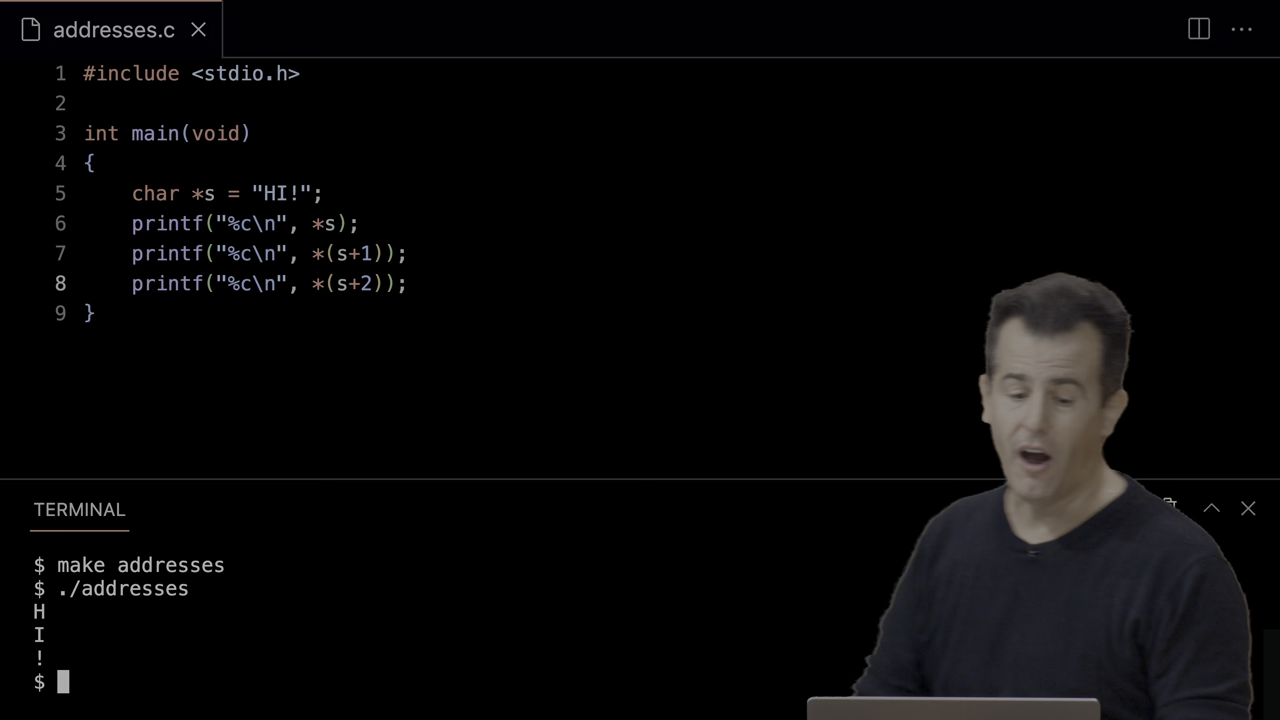 addresses.c
1 #include <stdio.h>
2
3 int main(void)
4 {
5     char *s = "HI!";
6     printf("%c\n", *s);
7     printf("%c\n", *(s+1));
8     printf("%c\n", *(s+2));
9 }
TERMINAL
$ make addresses
$ ./addresses
H
I
!
$